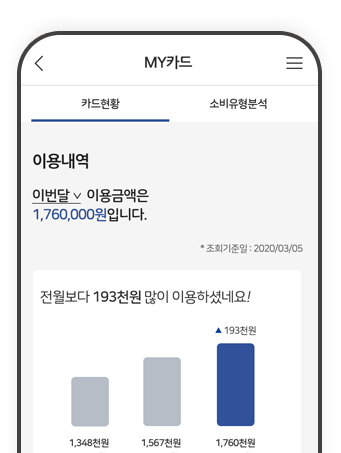 MY카드
카드현황 소비유형분석
이용내역
이번달 이용금액은
1,760,000원입니다.
* 조회기준일 : 2020/03/05
전월보다 193천원 많이 이용하셨네요!
▲ 193천원
1,348천원 1,567천원 1,760천원